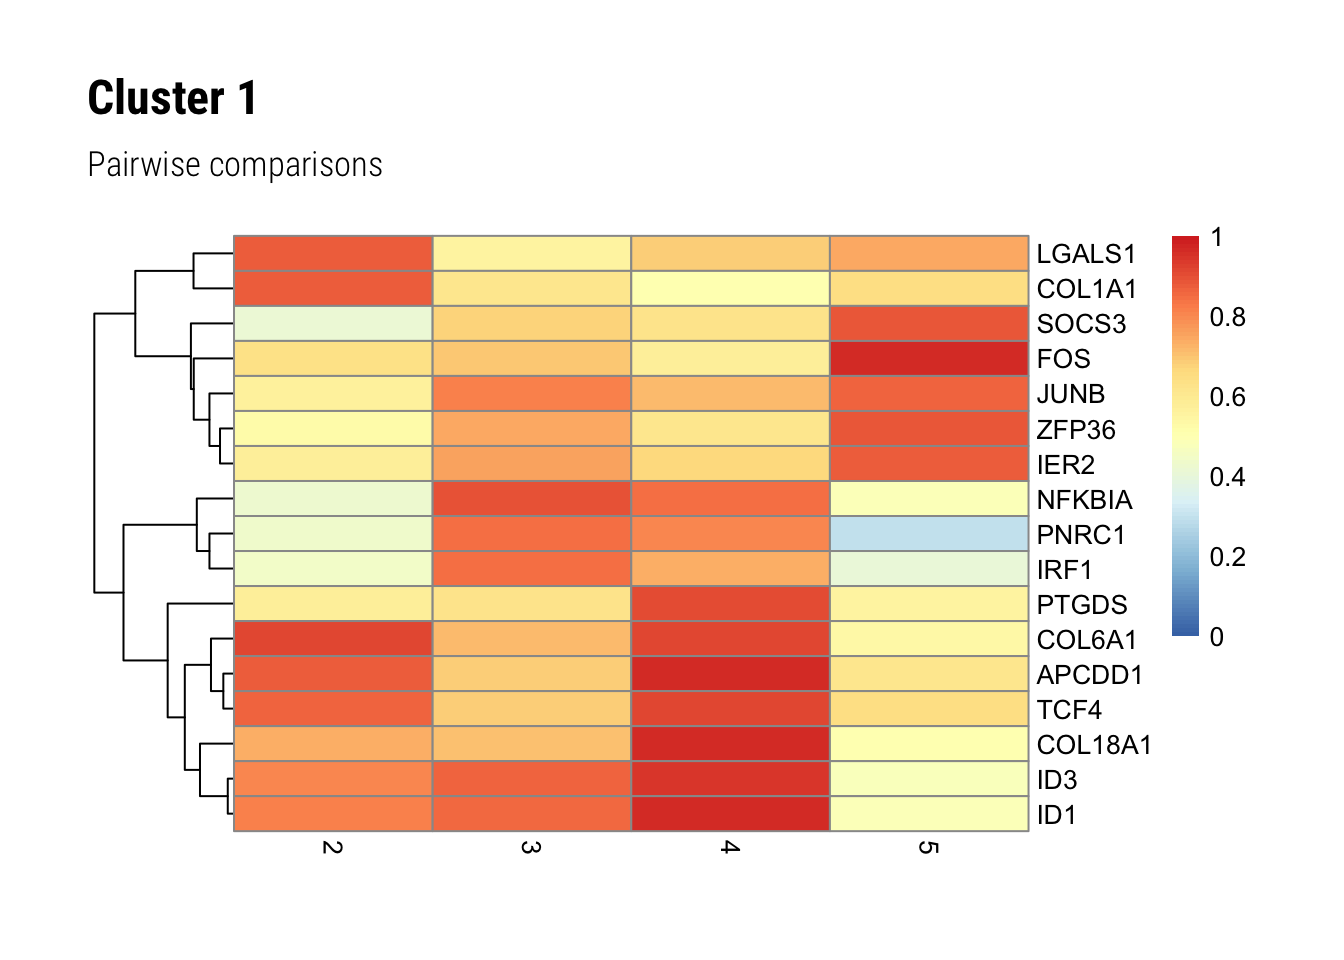 Cluster 1
Pairwise comparisons
LGALS1
COL1A1
SOCS3
FOS
JUNB
ZFP36
IER2
NFKBIA
PNRC1
IRF1
PTGDS
COL6A1
APCDD1
TCF4
COL18A1
ID3
ID1
1
0.8
0.6
0.4
0.2
0
2
3
4
5